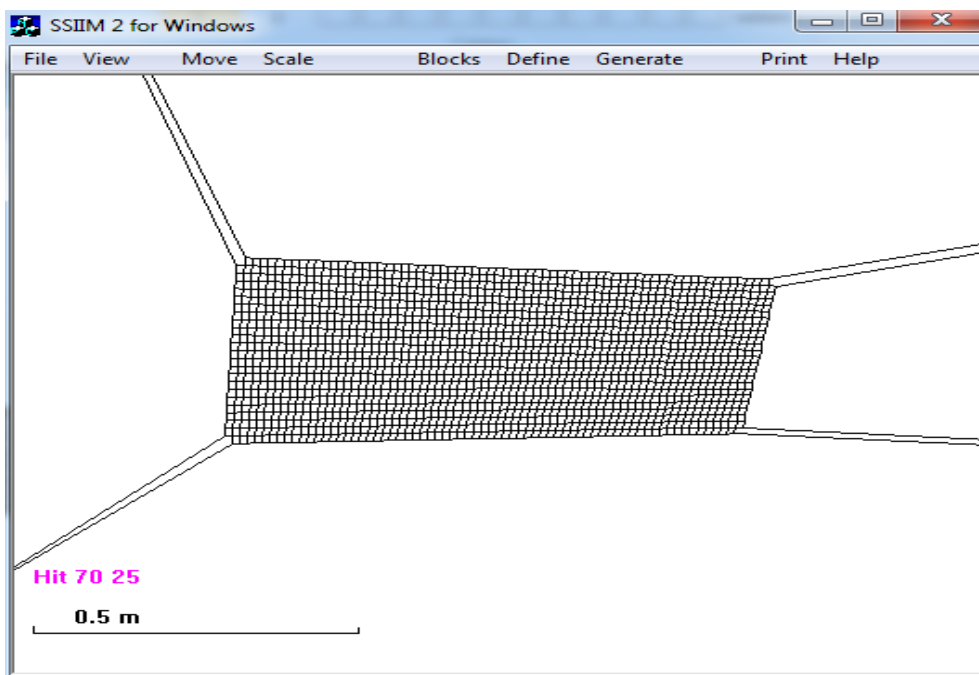 SSIIM 2 for Windows
File View Move Scale Blocks Define Generate Print Help
Hit 70 25
0.5 m